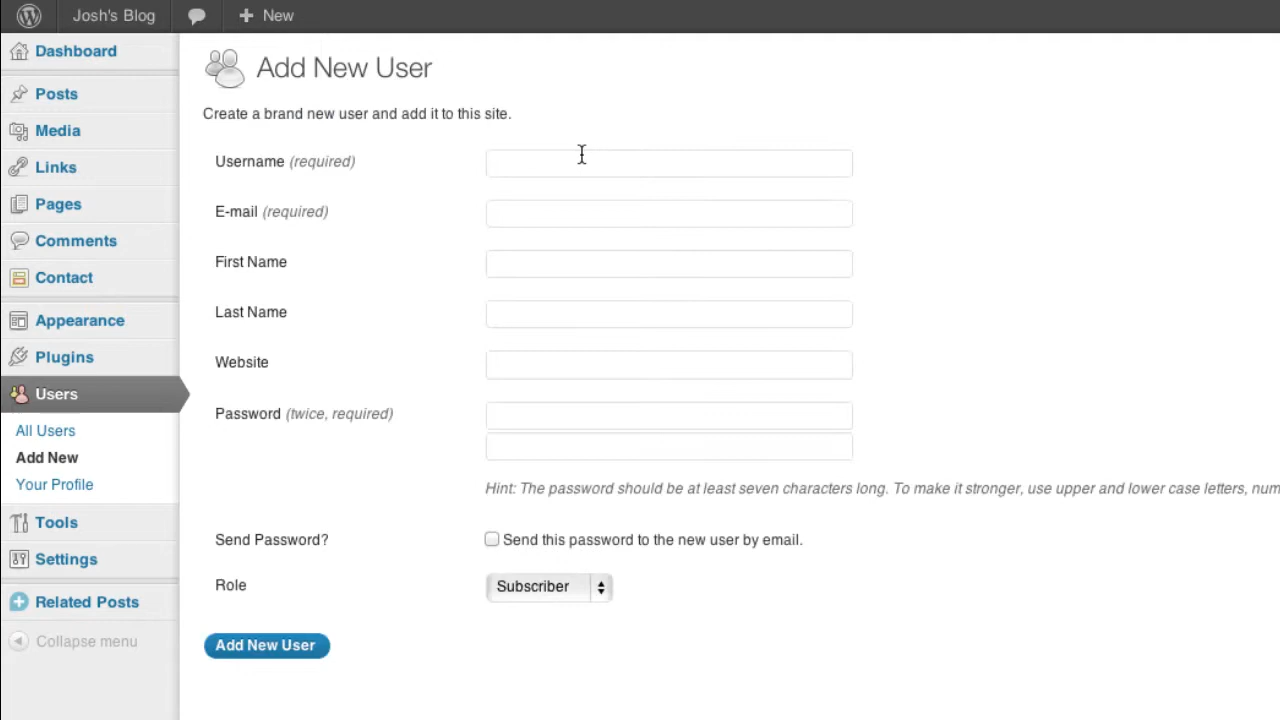 Josh's Blog
New
Dashboard
Posts
Media
Links
Pages
Comments
Contact
Appearance
Plugins
Users
All Users
Add New
Your Profile
Tools
Settings
Related Posts
Collapse menu
Add New User
Create a brand new user and add it to this site.
Username (required)
E-mail (required)
First Name
Last Name
Website
Password (twice, required)
Hint: The password should be at least seven characters long. To make it stronger, use upper and lower case letters, num
Send Password?
Send this password to the new user by email.
Role
Subscriber
Add New User